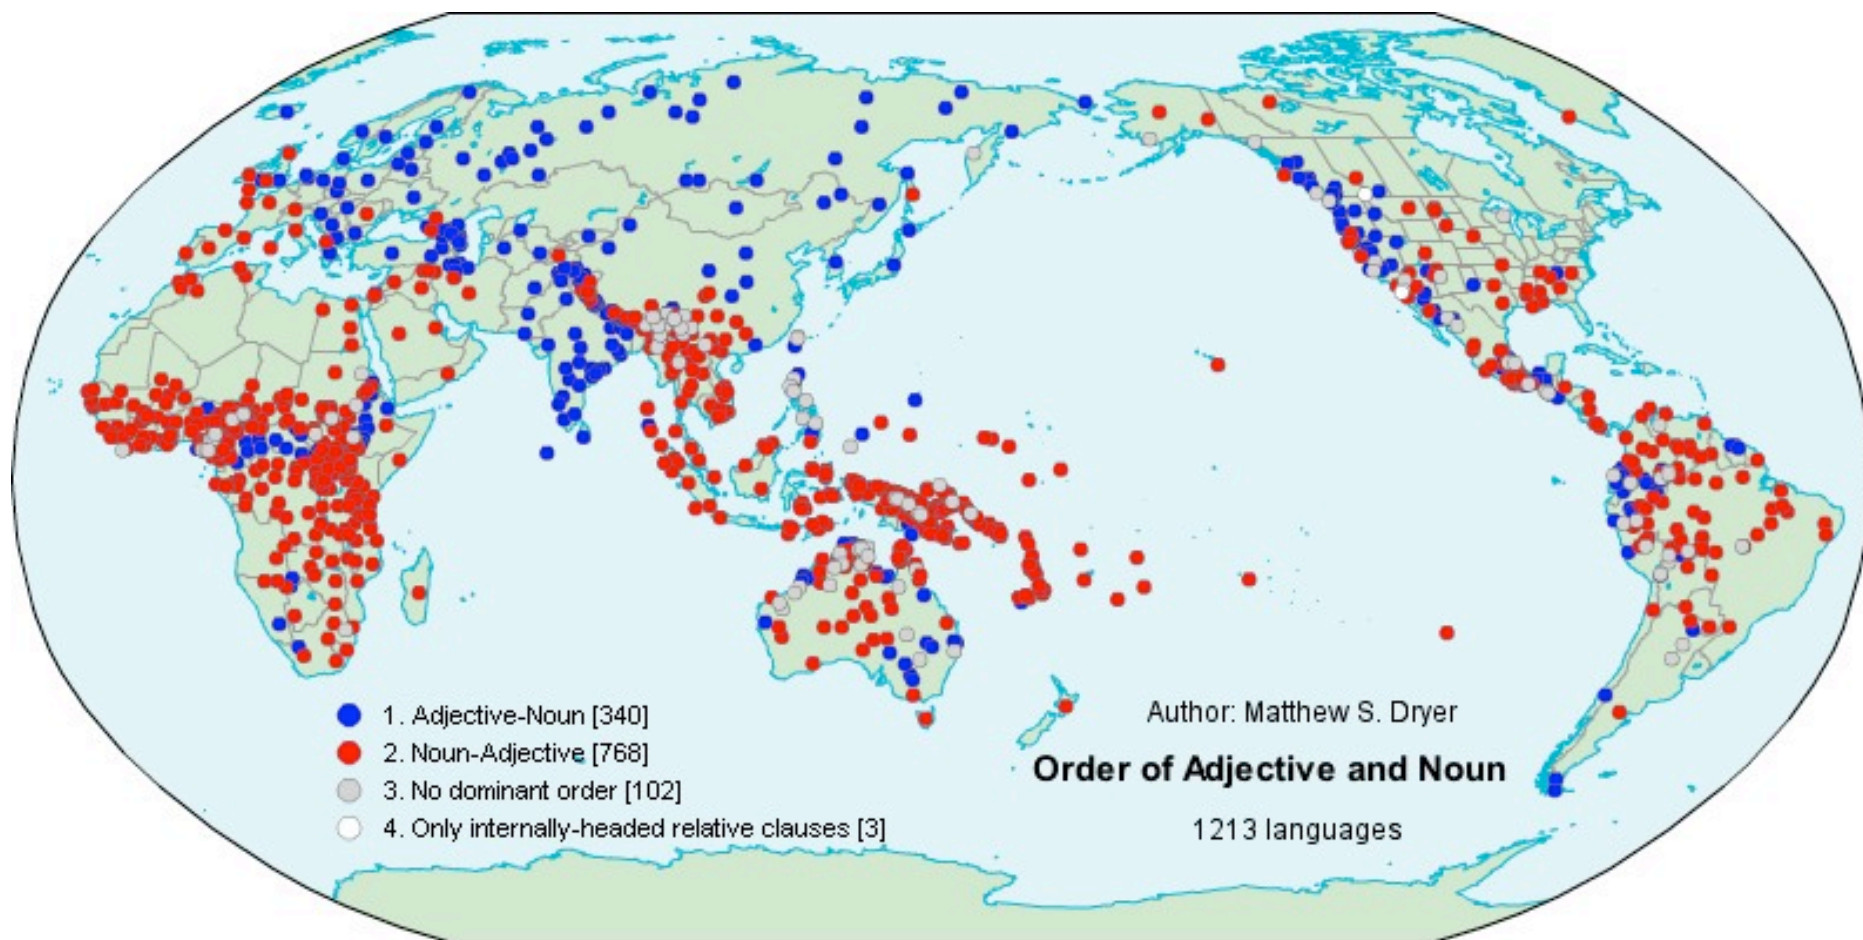 1. Adjective-Noun [340]
2. Noun-Adjective [768]
3. No dominant order [102]
4. Only internally-headed relative clauses [3]
Author: Matthew S. Dryer
Order of Adjective and Noun
1213 languages